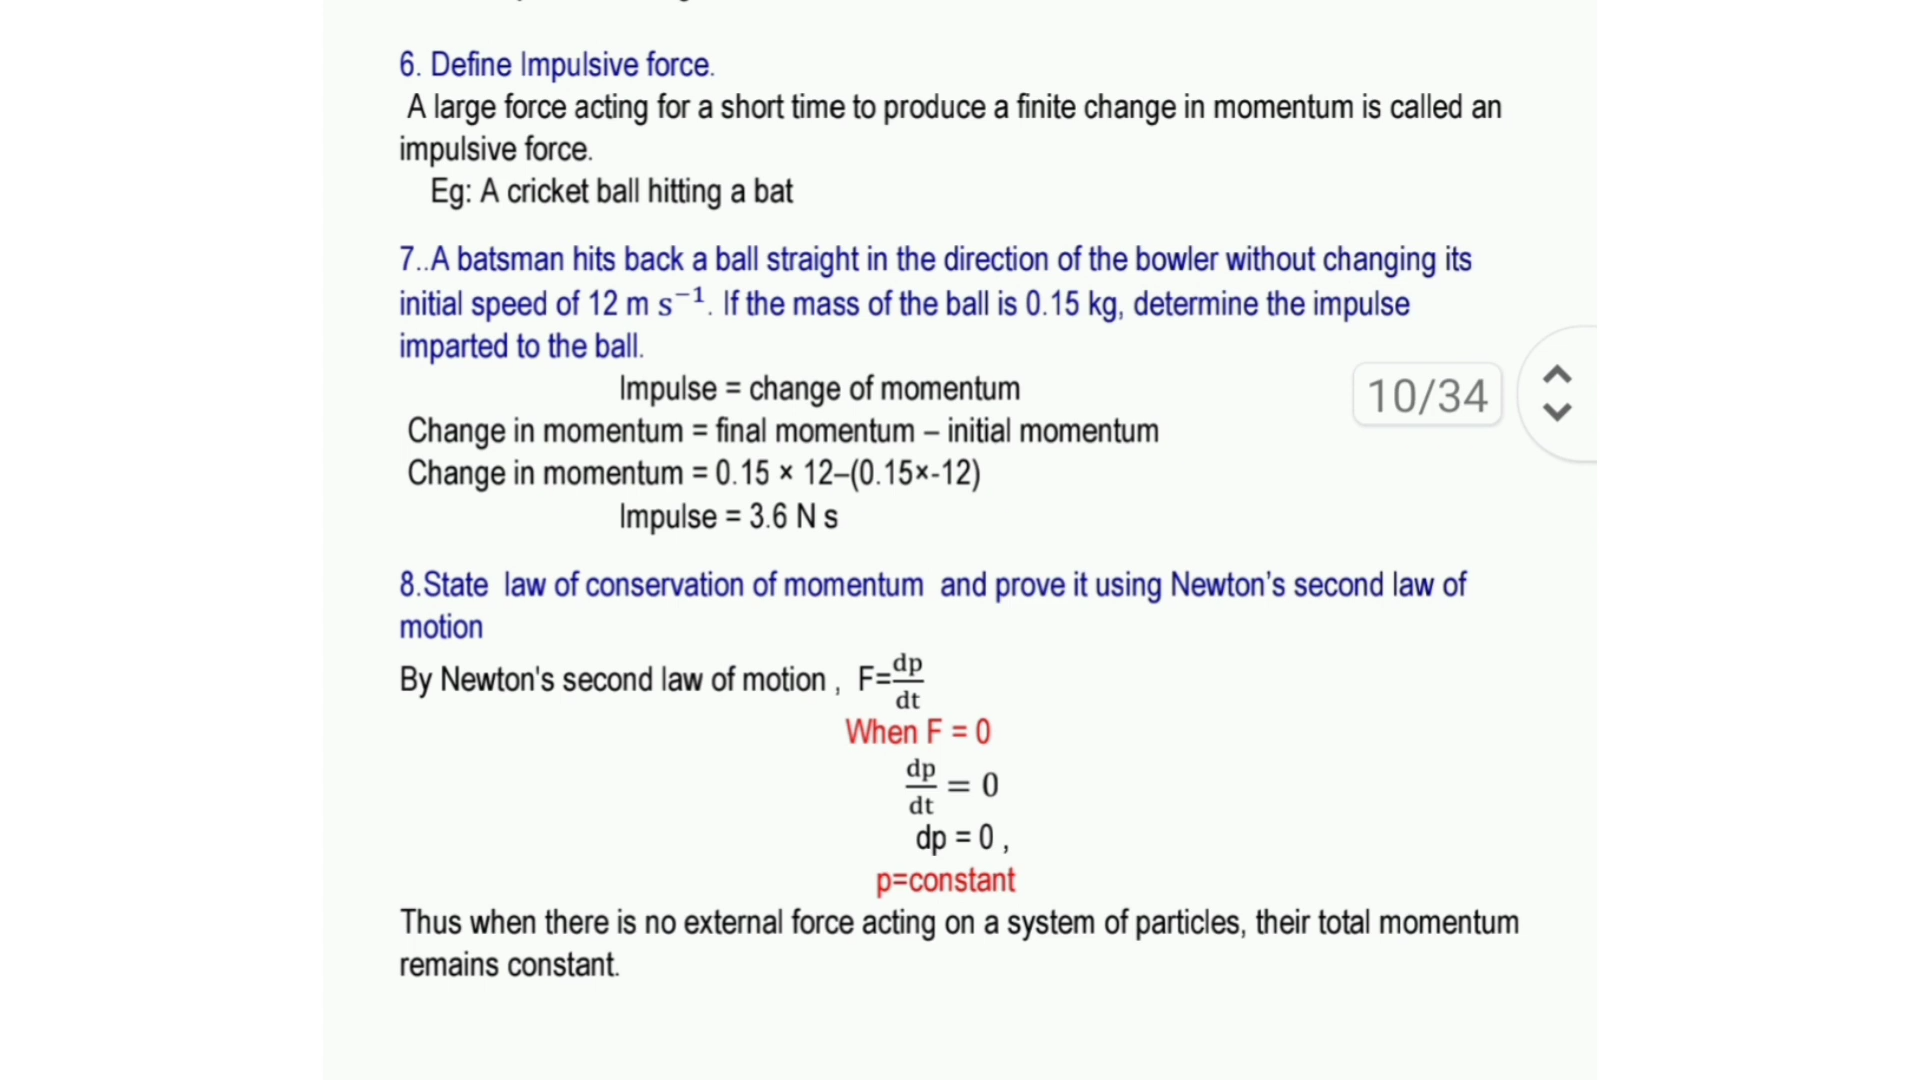 6. Define Impulsive force.
A large force acting for a short time to produce a finite change in momentum is called an
impulsive force.
Eg: A cricket ball hitting a bat
7..A batsman hits back a ball straight in the direction of the bowler without changing its
initial speed of 12 m s⁻¹. If the mass of the ball is 0.15 kg, determine the impulse
imparted to the ball.
Impulse = change of momentum
10/34
Change in momentum = final momentum – initial momentum
Change in momentum = 0.15 × 12–(0.15×-12)
Impulse = 3.6 N s
8.State law of conservation of momentum and prove it using Newton's second law of
motion
By Newton's second law of motion , F=dp/dt
When F = 0
dp/dt = 0
dp = 0 ,
p=constant
Thus when there is no external force acting on a system of particles, their total momentum
remains constant.